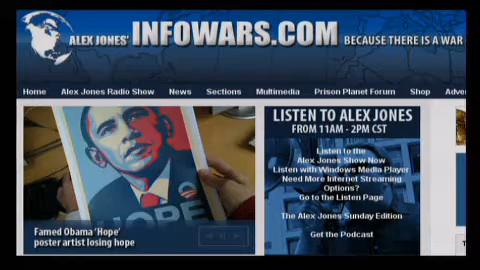 ALEX JONES' INFOWARS.COM BECAUSE THERE IS A WAR
Home Alex Jones Radio Show News Sections Multimedia Prison Planet Forum Shop
HOPE
Famed Obama 'Hope'
poster artist losing hope
LISTEN TO ALEX JONES
FROM 11AM - 2PM CST
Listen to the
Alex Jones Show Now
Listen with Windows Media Player
Need More Internet Streaming
Options?
Go to the Listen Page
The Alex Jones Sunday Edition
Get the Podcast